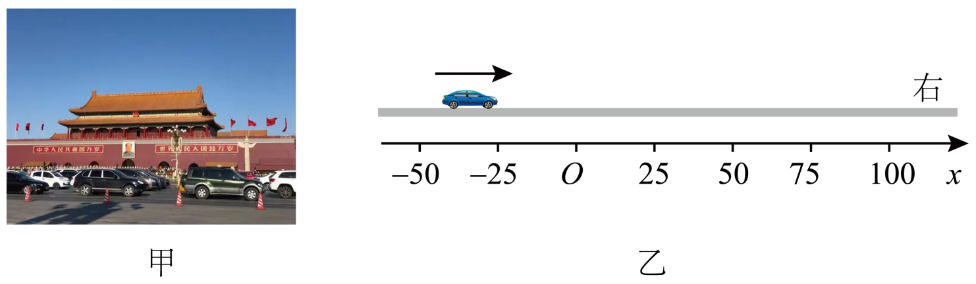 中华人民共和国万岁
世界人民大团结万岁
右
−50 −25 O 25 50 75 100 x
甲 乙